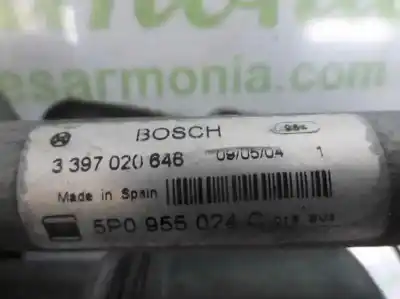 esarmonia.com
BOSCH
3 397 020 646 09/05/04 1
Made in Spain
5P0 955 024